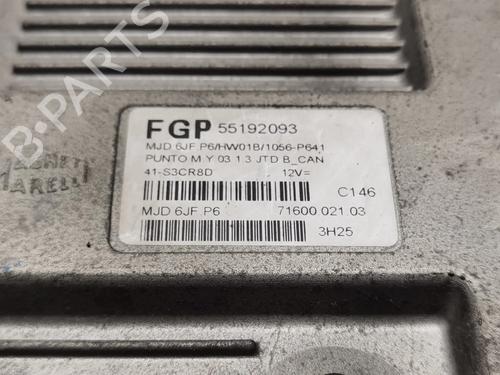 FGP 55192093
MJD 6JF P6/HW01B/1056-P641
PUNTO M.Y 03 1.3 JTD B_CAN
41-S3CR8D 12V=
C146
MJD 6JF.P6 71600.021.03
3H25
MAGNETI
MARELLI
B-PARTS